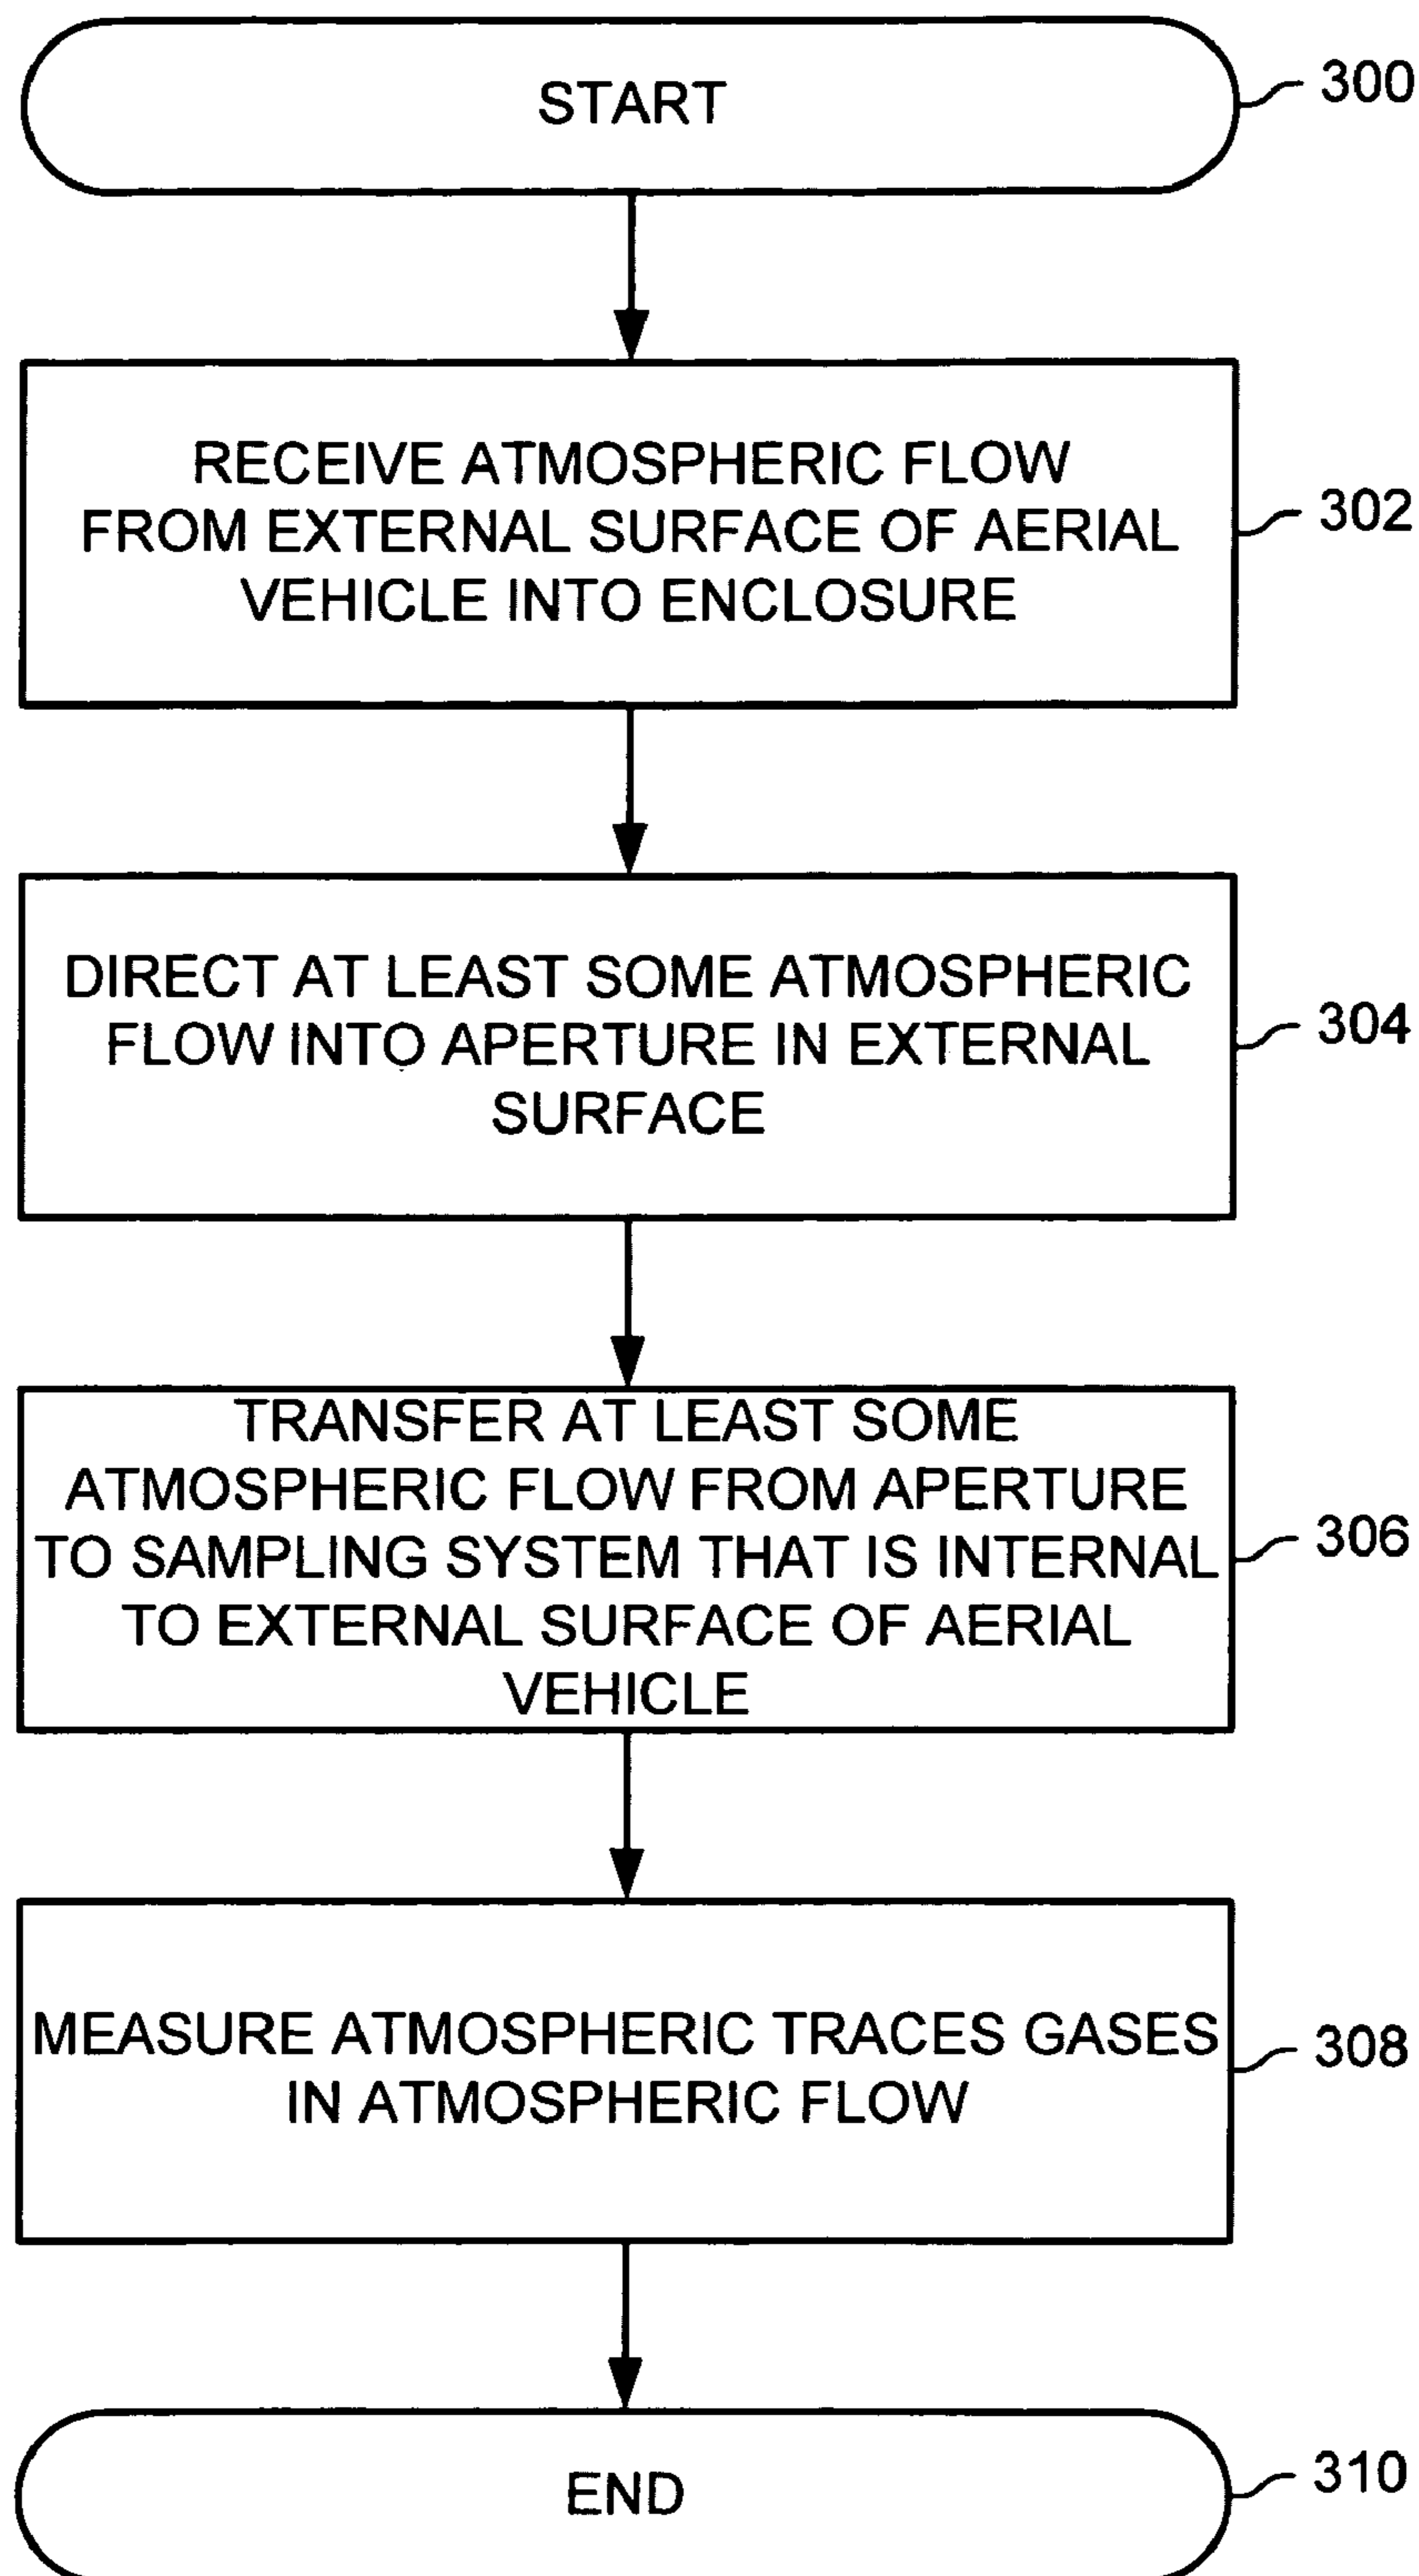 START
300
RECEIVE ATMOSPHERIC FLOW
FROM EXTERNAL SURFACE OF AERIAL
VEHICLE INTO ENCLOSURE
302
DIRECT AT LEAST SOME ATMOSPHERIC
FLOW INTO APERTURE IN EXTERNAL
SURFACE
304
TRANSFER AT LEAST SOME
ATMOSPHERIC FLOW FROM APERTURE
TO SAMPLING SYSTEM THAT IS INTERNAL
TO EXTERNAL SURFACE OF AERIAL
VEHICLE
306
MEASURE ATMOSPHERIC TRACES GASES
IN ATMOSPHERIC FLOW
308
END
310